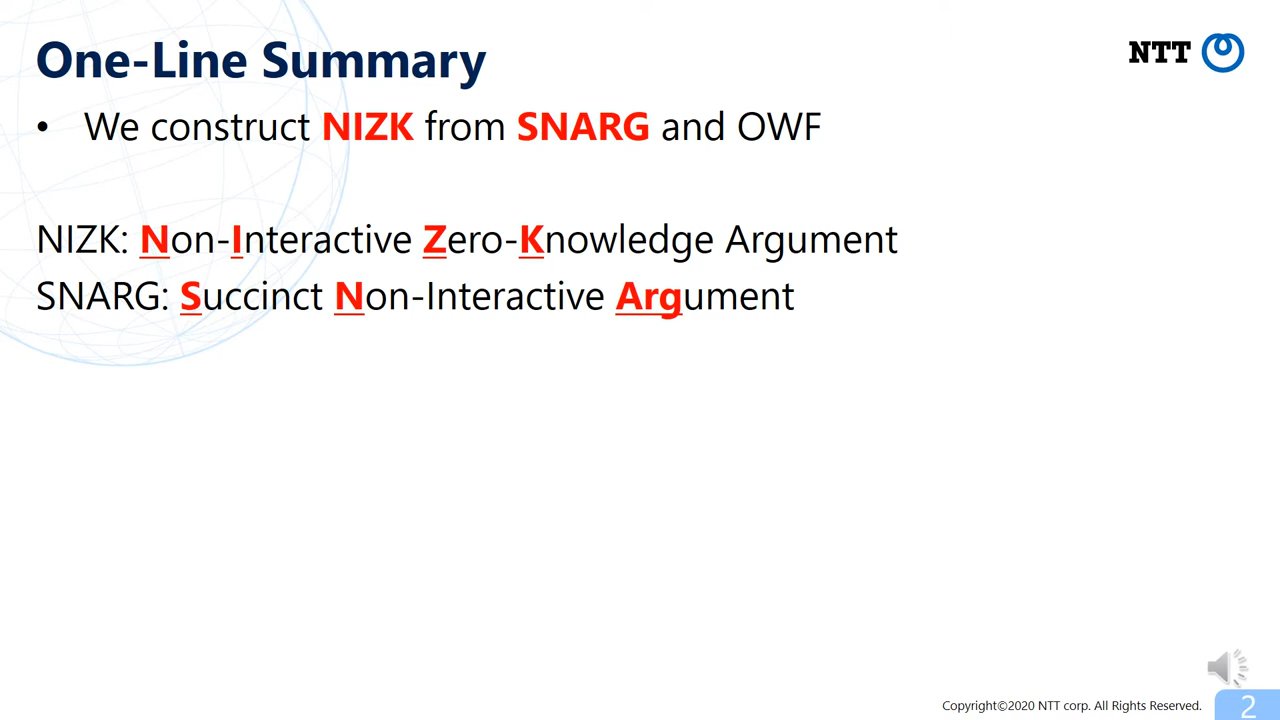 One-Line Summary
NTT
• We construct NIZK from SNARG and OWF
NIZK: Non-Interactive Zero-Knowledge Argument
SNARG: Succinct Non-Interactive Argument
Copyright©2020 NTT corp. All Rights Reserved.
2